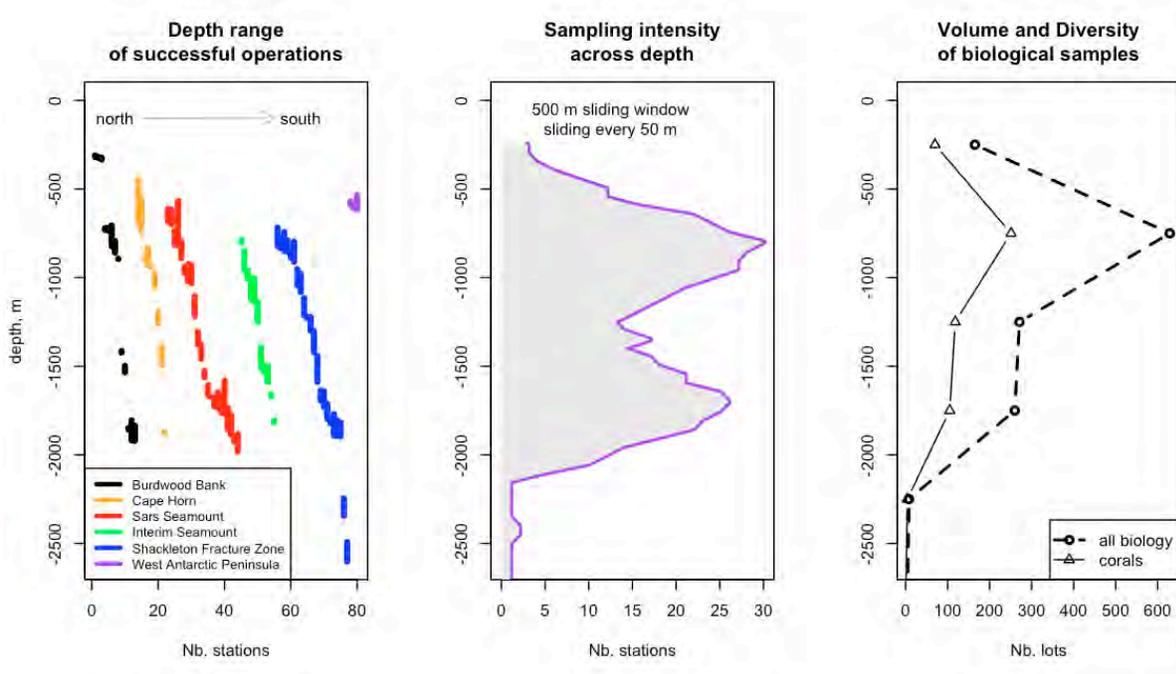 Depth range
of successful operations
0
-500
-1000
-1500
-2000
-2500
depth, m
north
south
Burdwood Bank
Cape Horn
Sars Seamount
Interim Seamount
Shackleton Fracture Zone
West Antarctic Peninsula
0 20 40 60 80
Nb. stations
Sampling intensity
across depth
0
-500
-1000
-1500
-2000
-2500
500 m sliding window
sliding every 50 m
0 5 10 15 20 25 30
Nb. stations
Volume and Diversity
of biological samples
0
-500
-1000
-1500
-2000
-2500
all biology
corals
0 100 200 300 400 500 600
Nb. lots